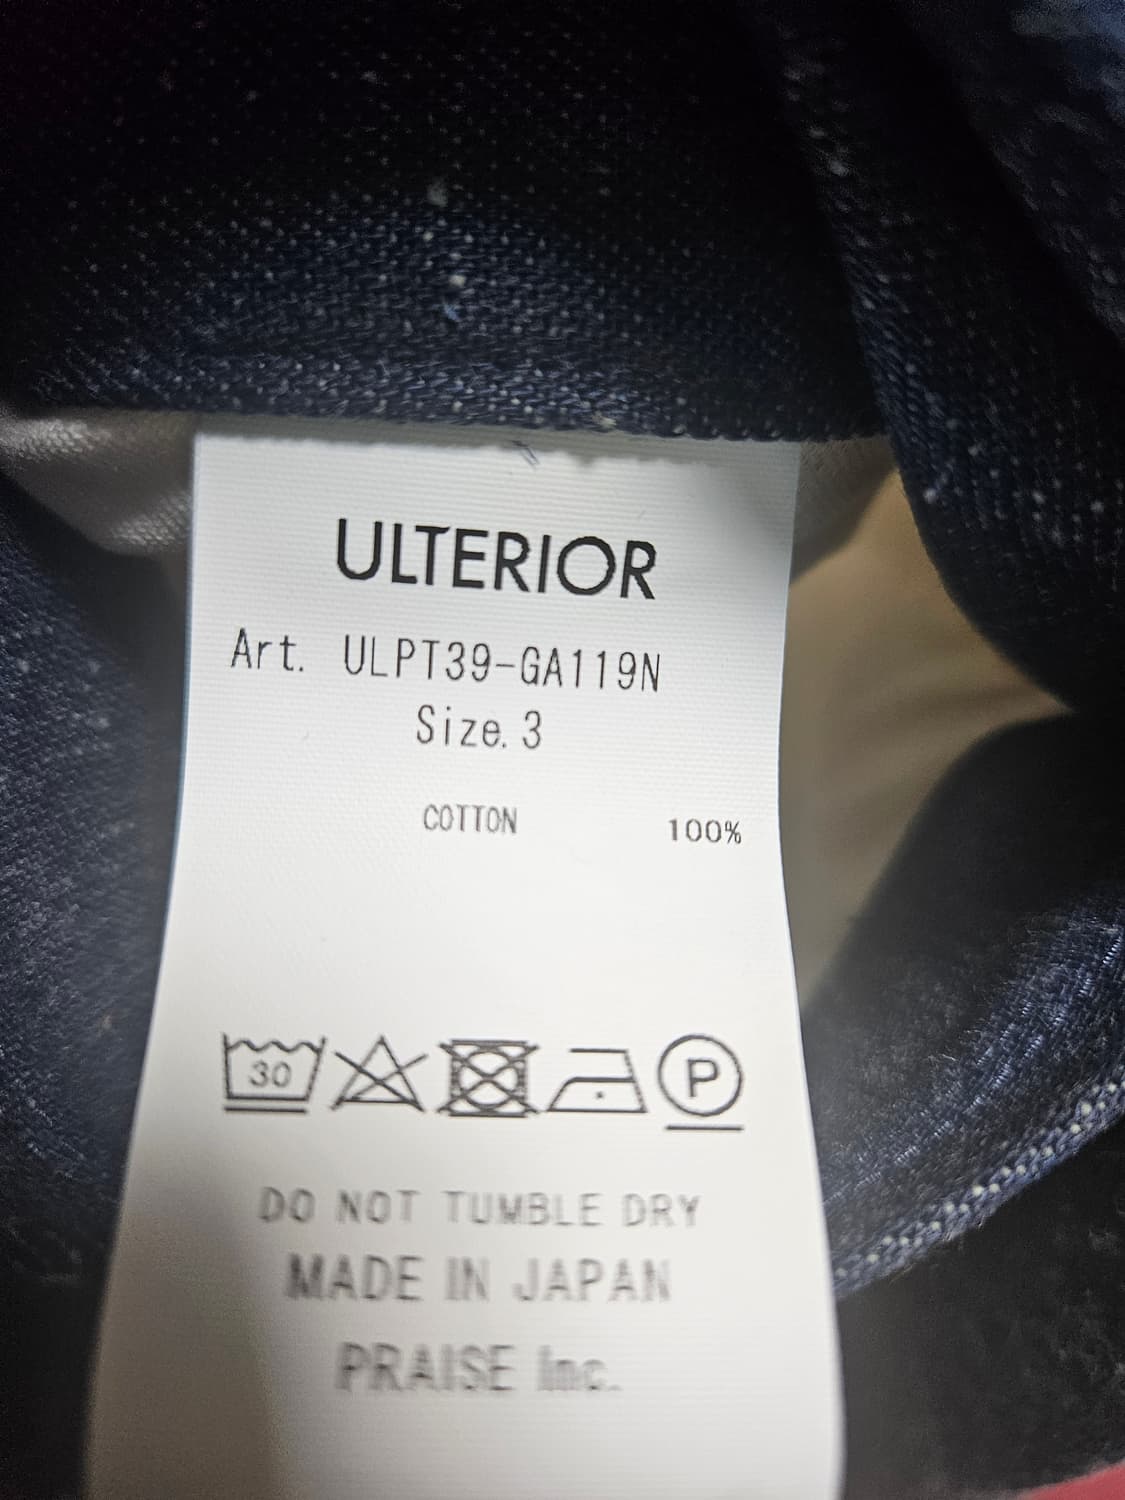 ULTERIOR
Art. ULPT39-GA119N
Size. 3
COTTON 100%
30 P
DO NOT TUMBLE DRY
MADE IN JAPAN
PRAISE Inc.